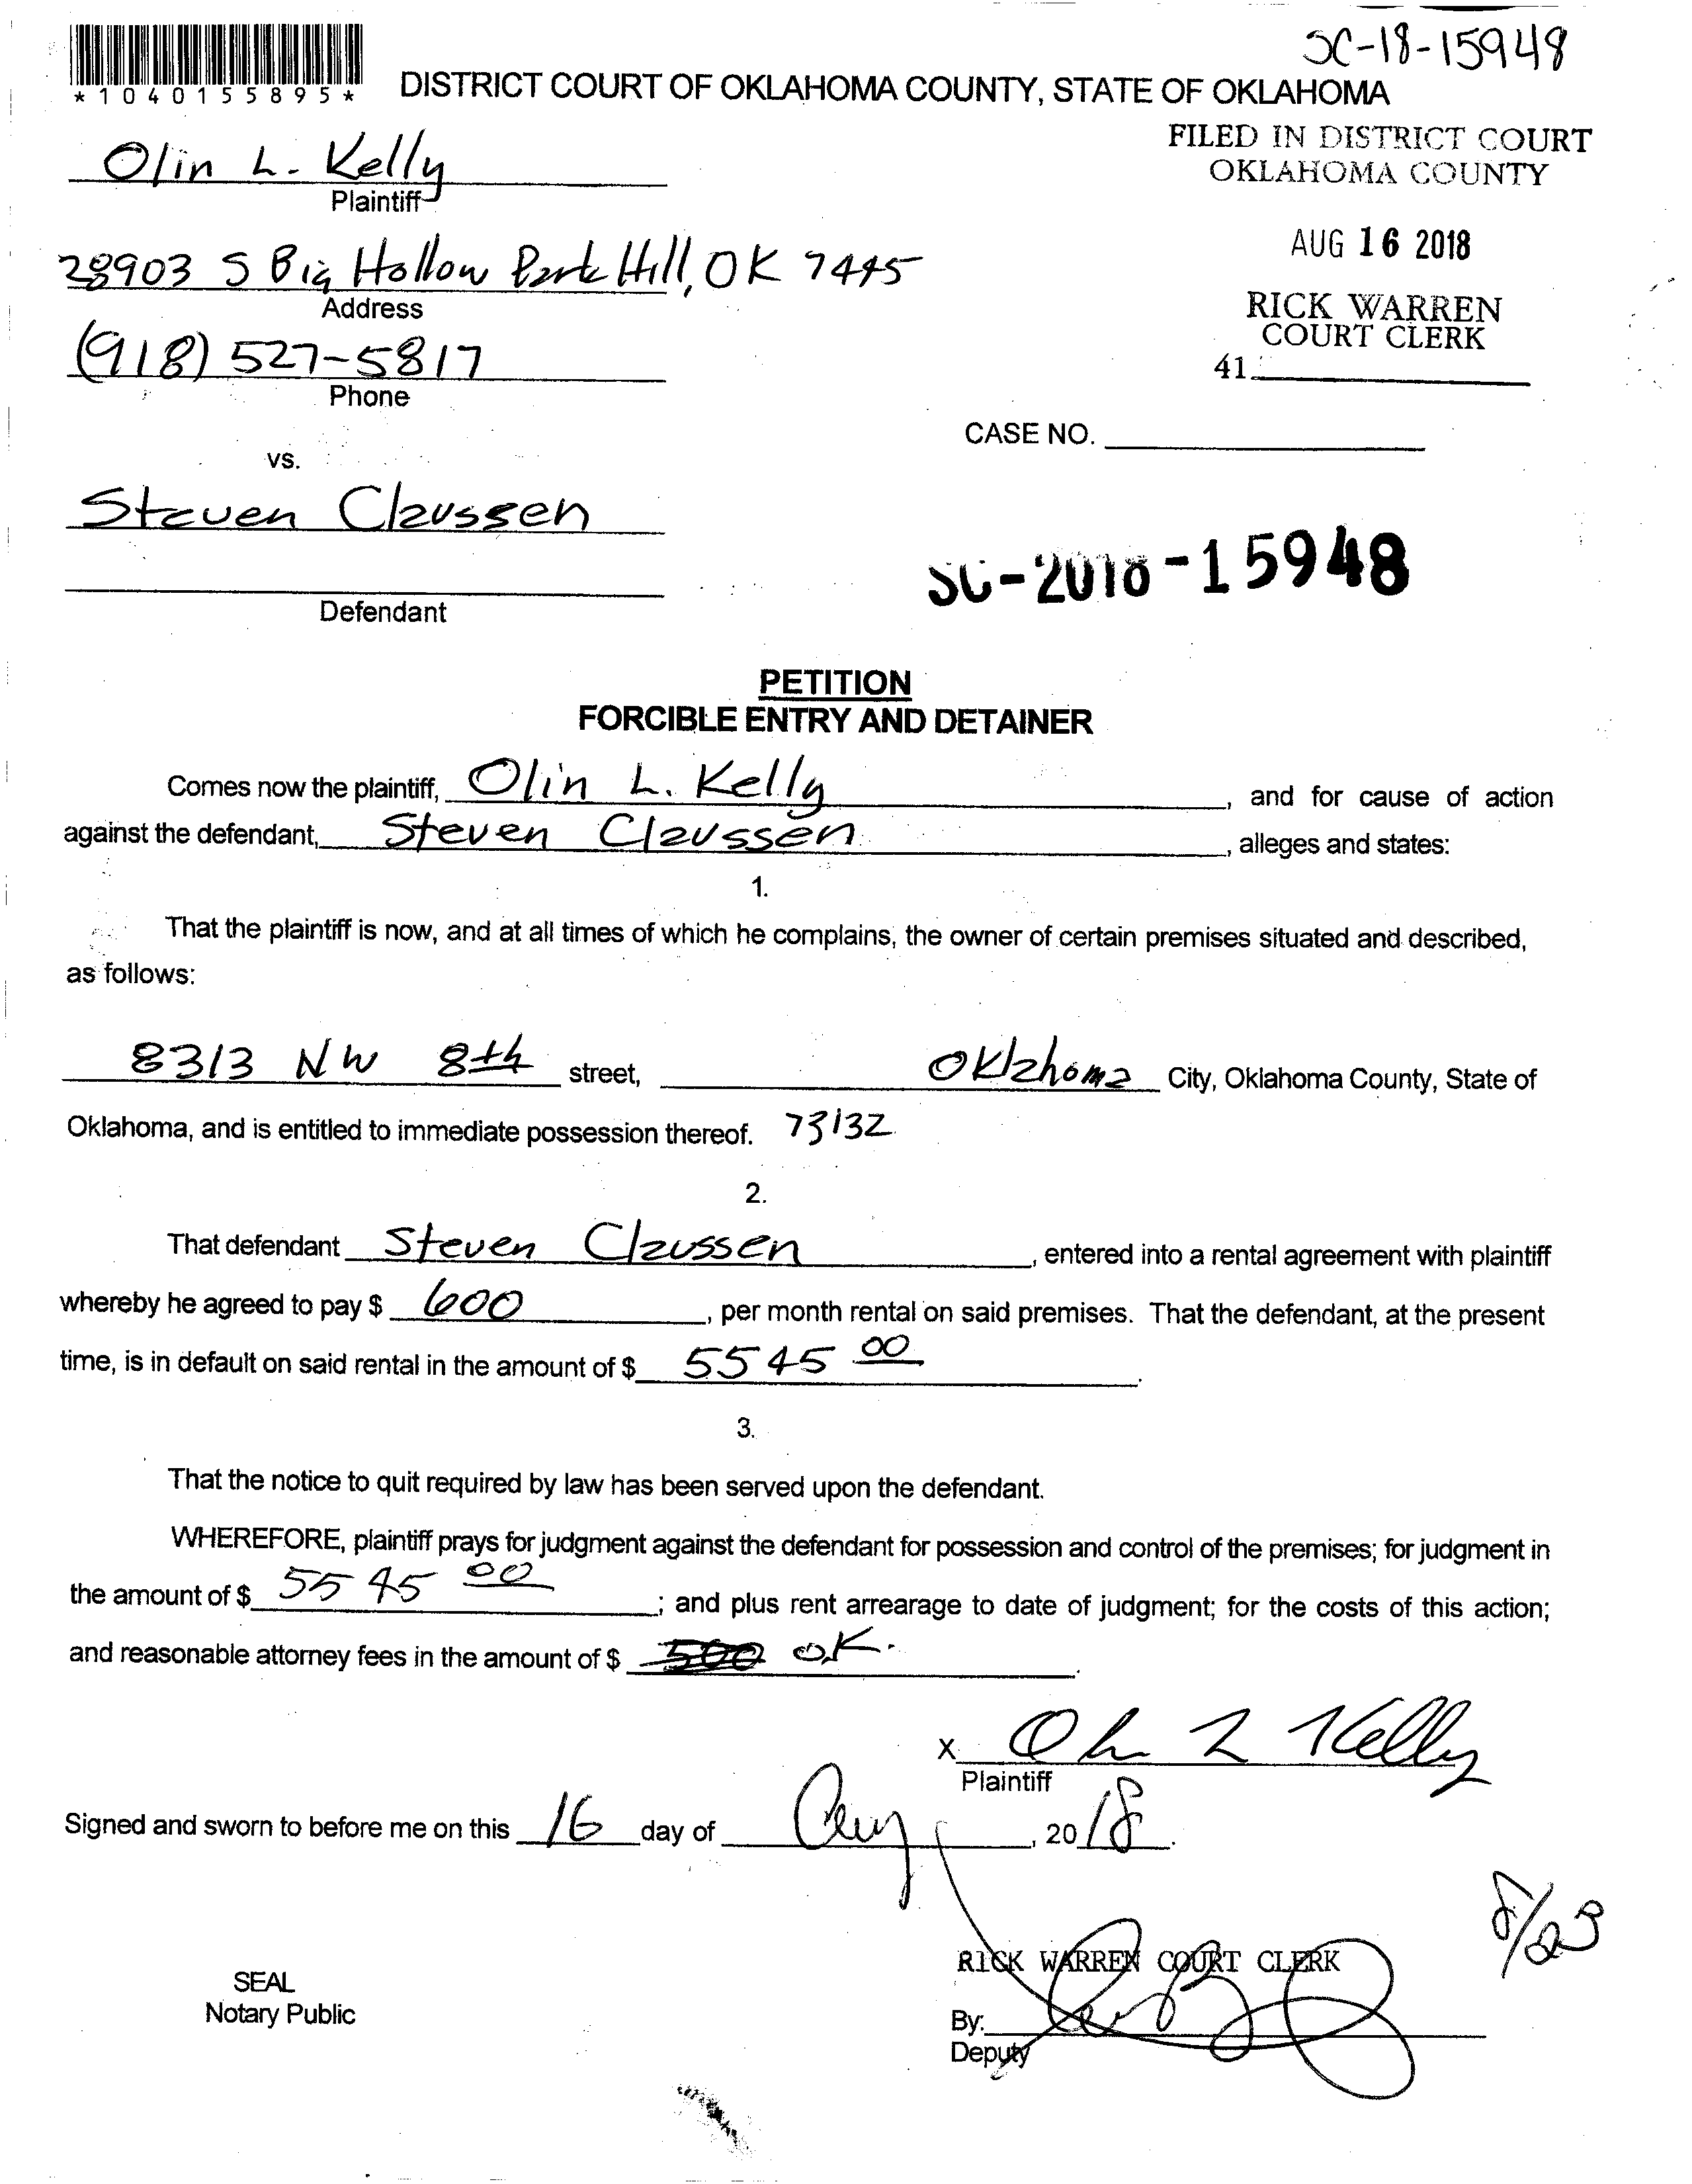 SC-18-15948
*1040155895*
DISTRICT COURT OF OKLAHOMA COUNTY, STATE OF OKLAHOMA
FILED IN DISTRICT COURT
OKLAHOMA COUNTY
Olin L. Kelly
Plaintiff
AUG 16 2018
28903 S Big Hollow Park Hill, OK 7445
Address
RICK WARREN
COURT CLERK
(918) 527-5817
Phone
41
CASE NO.
vs.
Steven Claussen
SC-2018-15948
Defendant
PETITION
FORCIBLE ENTRY AND DETAINER
Comes now the plaintiff, Olin L. Kelly, and for cause of action
against the defendant, Steven Claussen, alleges and states:
1.
That the plaintiff is now, and at all times of which he complains, the owner of certain premises situated and described,
as follows:
8313 NW 8th street, Oklahoma City, Oklahoma County, State of
Oklahoma, and is entitled to immediate possession thereof. 73132
2.
That defendant Steven Claussen, entered into a rental agreement with plaintiff
whereby he agreed to pay $ 600, per month rental on said premises. That the defendant, at the present
time, is in default on said rental in the amount of $ 5545 00.
3.
That the notice to quit required by law has been served upon the defendant.
WHEREFORE, plaintiff prays for judgment against the defendant for possession and control of the premises; for judgment in
the amount of $ 5545 00; and plus rent arrearage to date of judgment; for the costs of this action;
and reasonable attorney fees in the amount of $ 500 OK.
X Olin L Kelly
Plaintiff
Signed and sworn to before me on this 16 day of Aug, 2018.
8/23
RICK WARREN COURT CLERK
SEAL
Notary Public
By:
Deputy